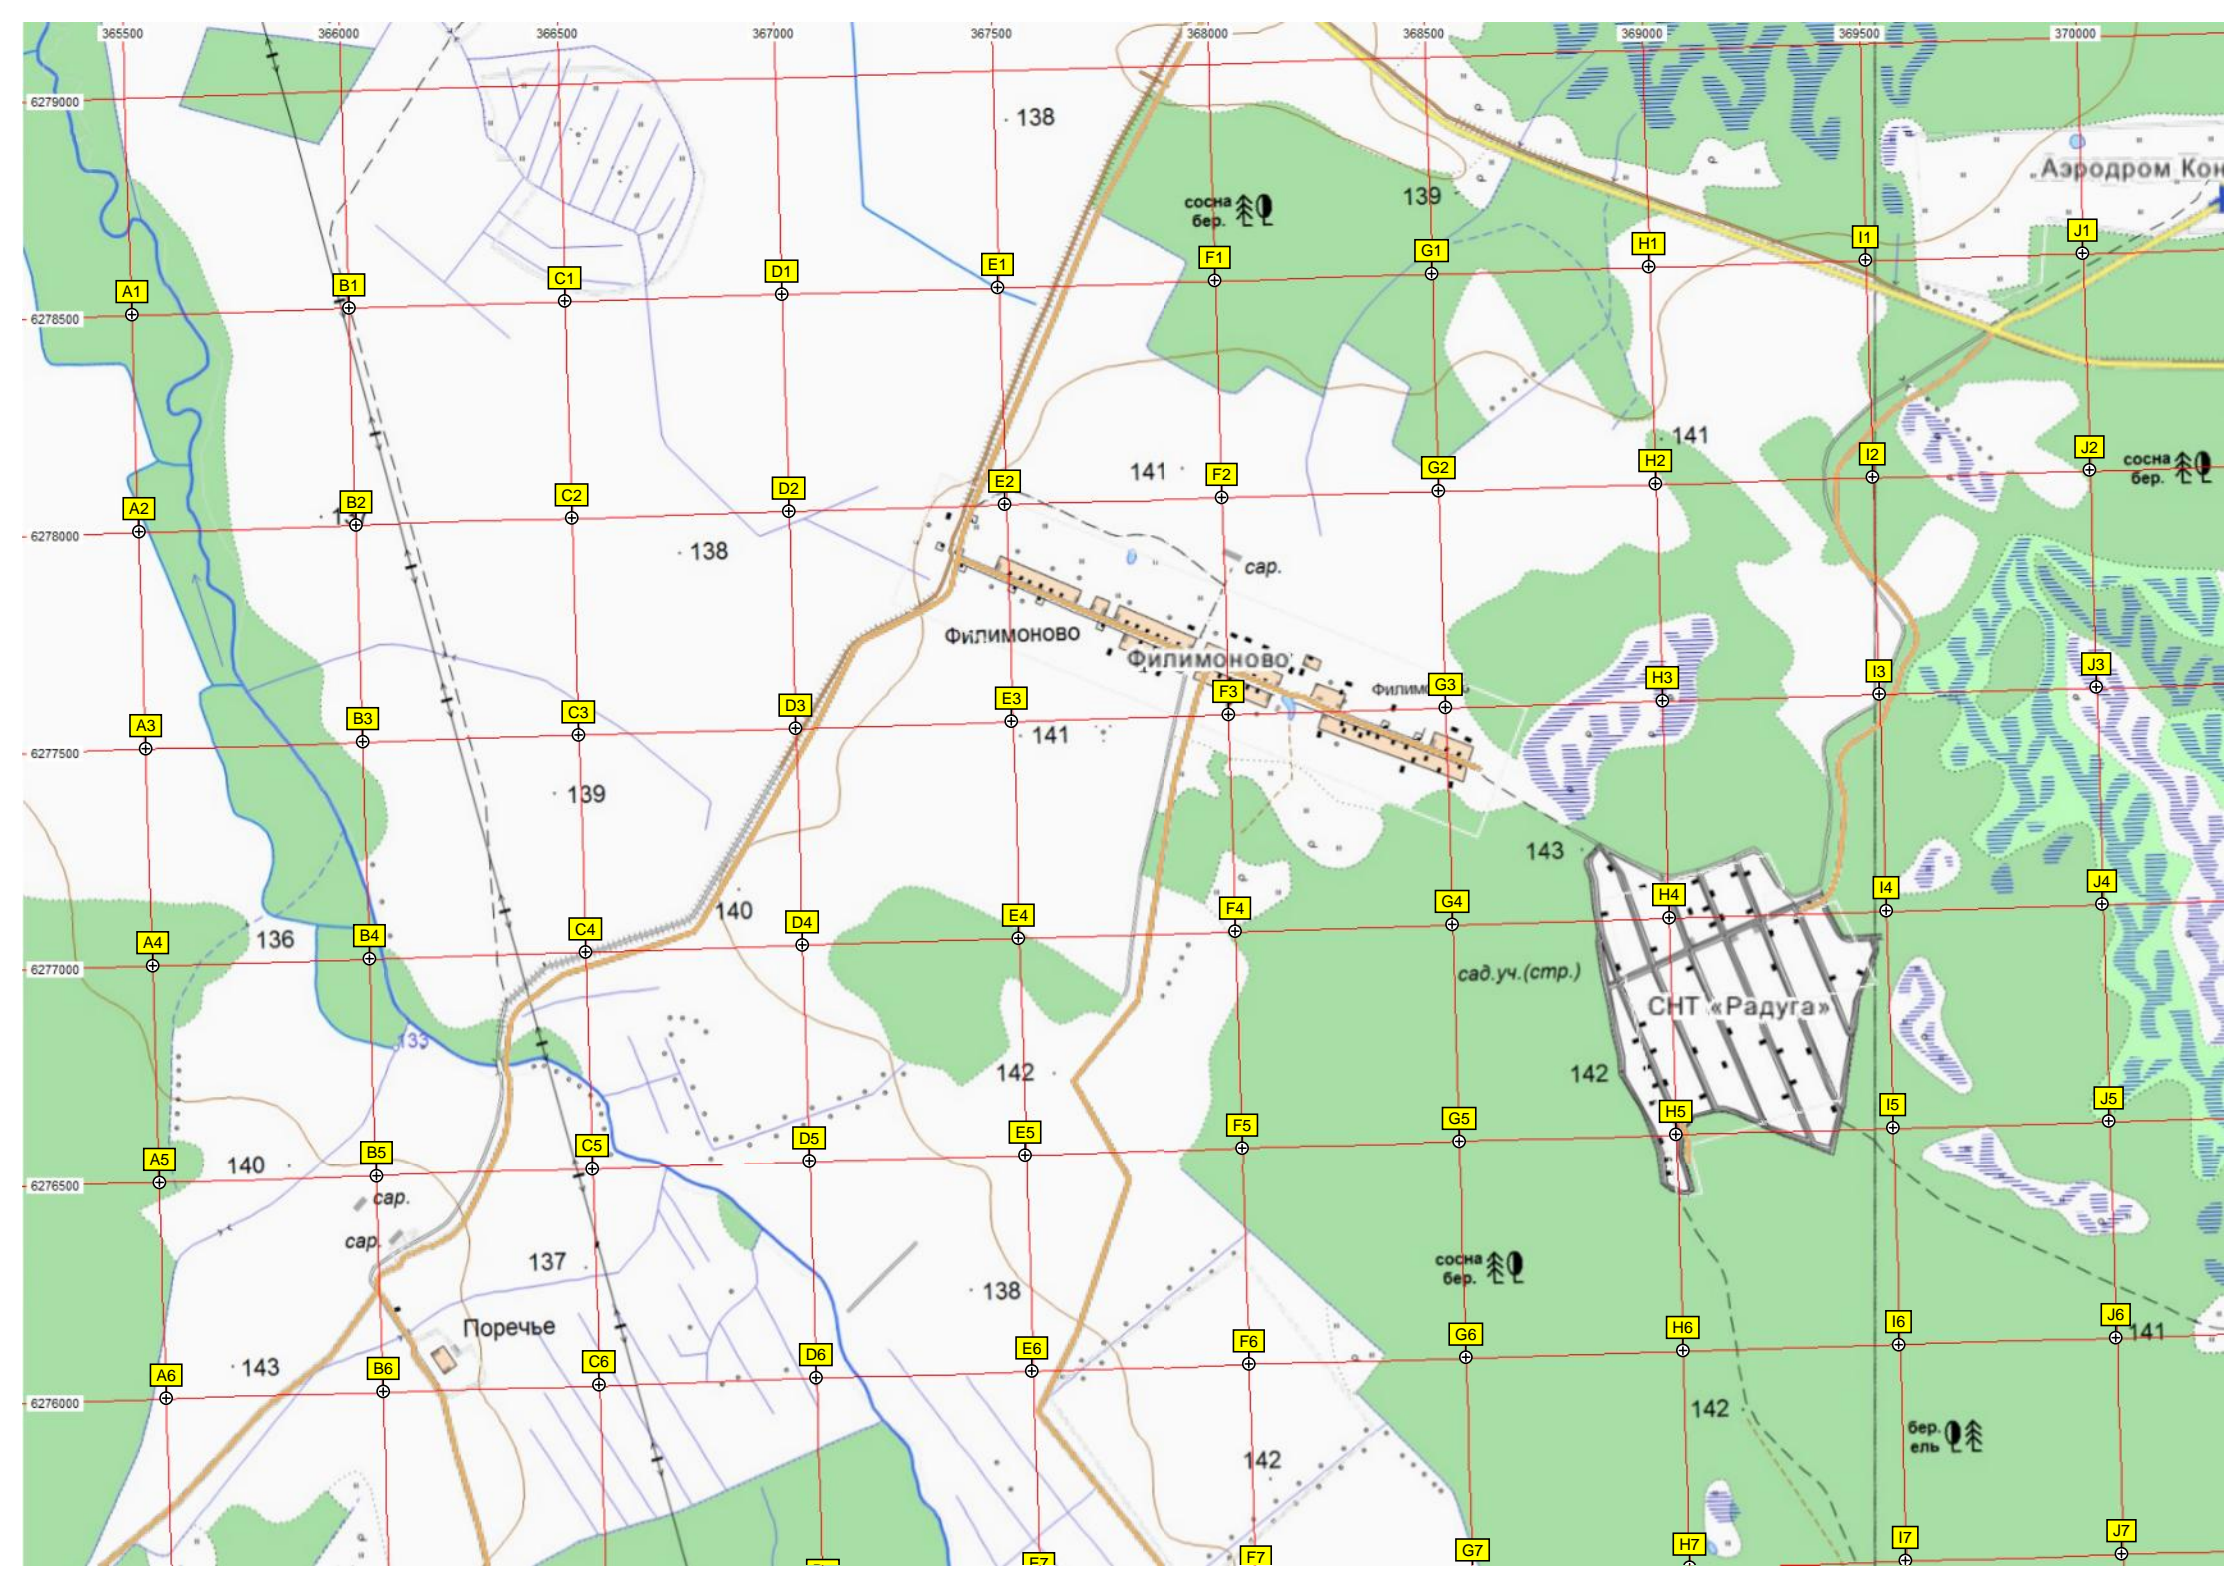 365500 366000 366500 367000 367500 368000 368500 369000 369500 370000
6279000
138
Аэродром Кон
139
сосна
бер.
A1 B1 C1 D1 E1 F1 G1 H1 I1 J1
6278500
141
141
сосна
бер.
A2 B2 C2 D2 E2 F2 G2 H2 I2 J2
6278000
138
сар.
Филимоново
Филимоново
A3 B3 C3 D3 E3 F3 G3 H3 I3 J3
6277500
141
139
143
140
136
A4 B4 C4 D4 E4 F4 G4 H4 I4 J4
6277000
сад.уч.(стр.)
СНТ «Радуга»
133
142
142
A5 B5 C5 D5 E5 F5 G5 H5 I5 J5
140
6276500
сар.
сар.
137
138
сосна
бер.
Поречье
143
141
A6 B6 C6 D6 E6 F6 G6 H6 I6 J6
6276000
142
142
бер.
ель
E7 F7 G7 H7 I7 J7